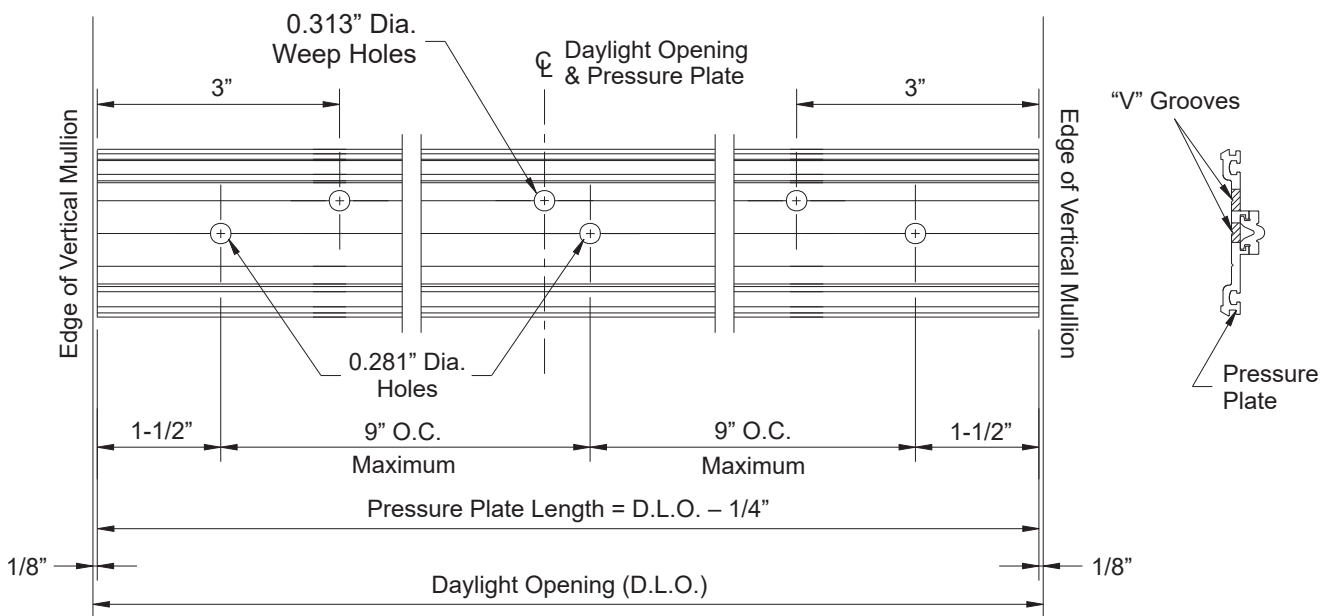 0.313” Dia.
Weep Holes
℄ Daylight Opening
& Pressure Plate
3”
3”
“V” Grooves
Edge of Vertical Mullion
Edge of Vertical Mullion
0.281” Dia.
Holes
Pressure
Plate
1-1/2”
9” O.C.
Maximum
9” O.C.
Maximum
1-1/2”
Pressure Plate Length = D.L.O. – 1/4”
1/8”
Daylight Opening (D.L.O.)
1/8”